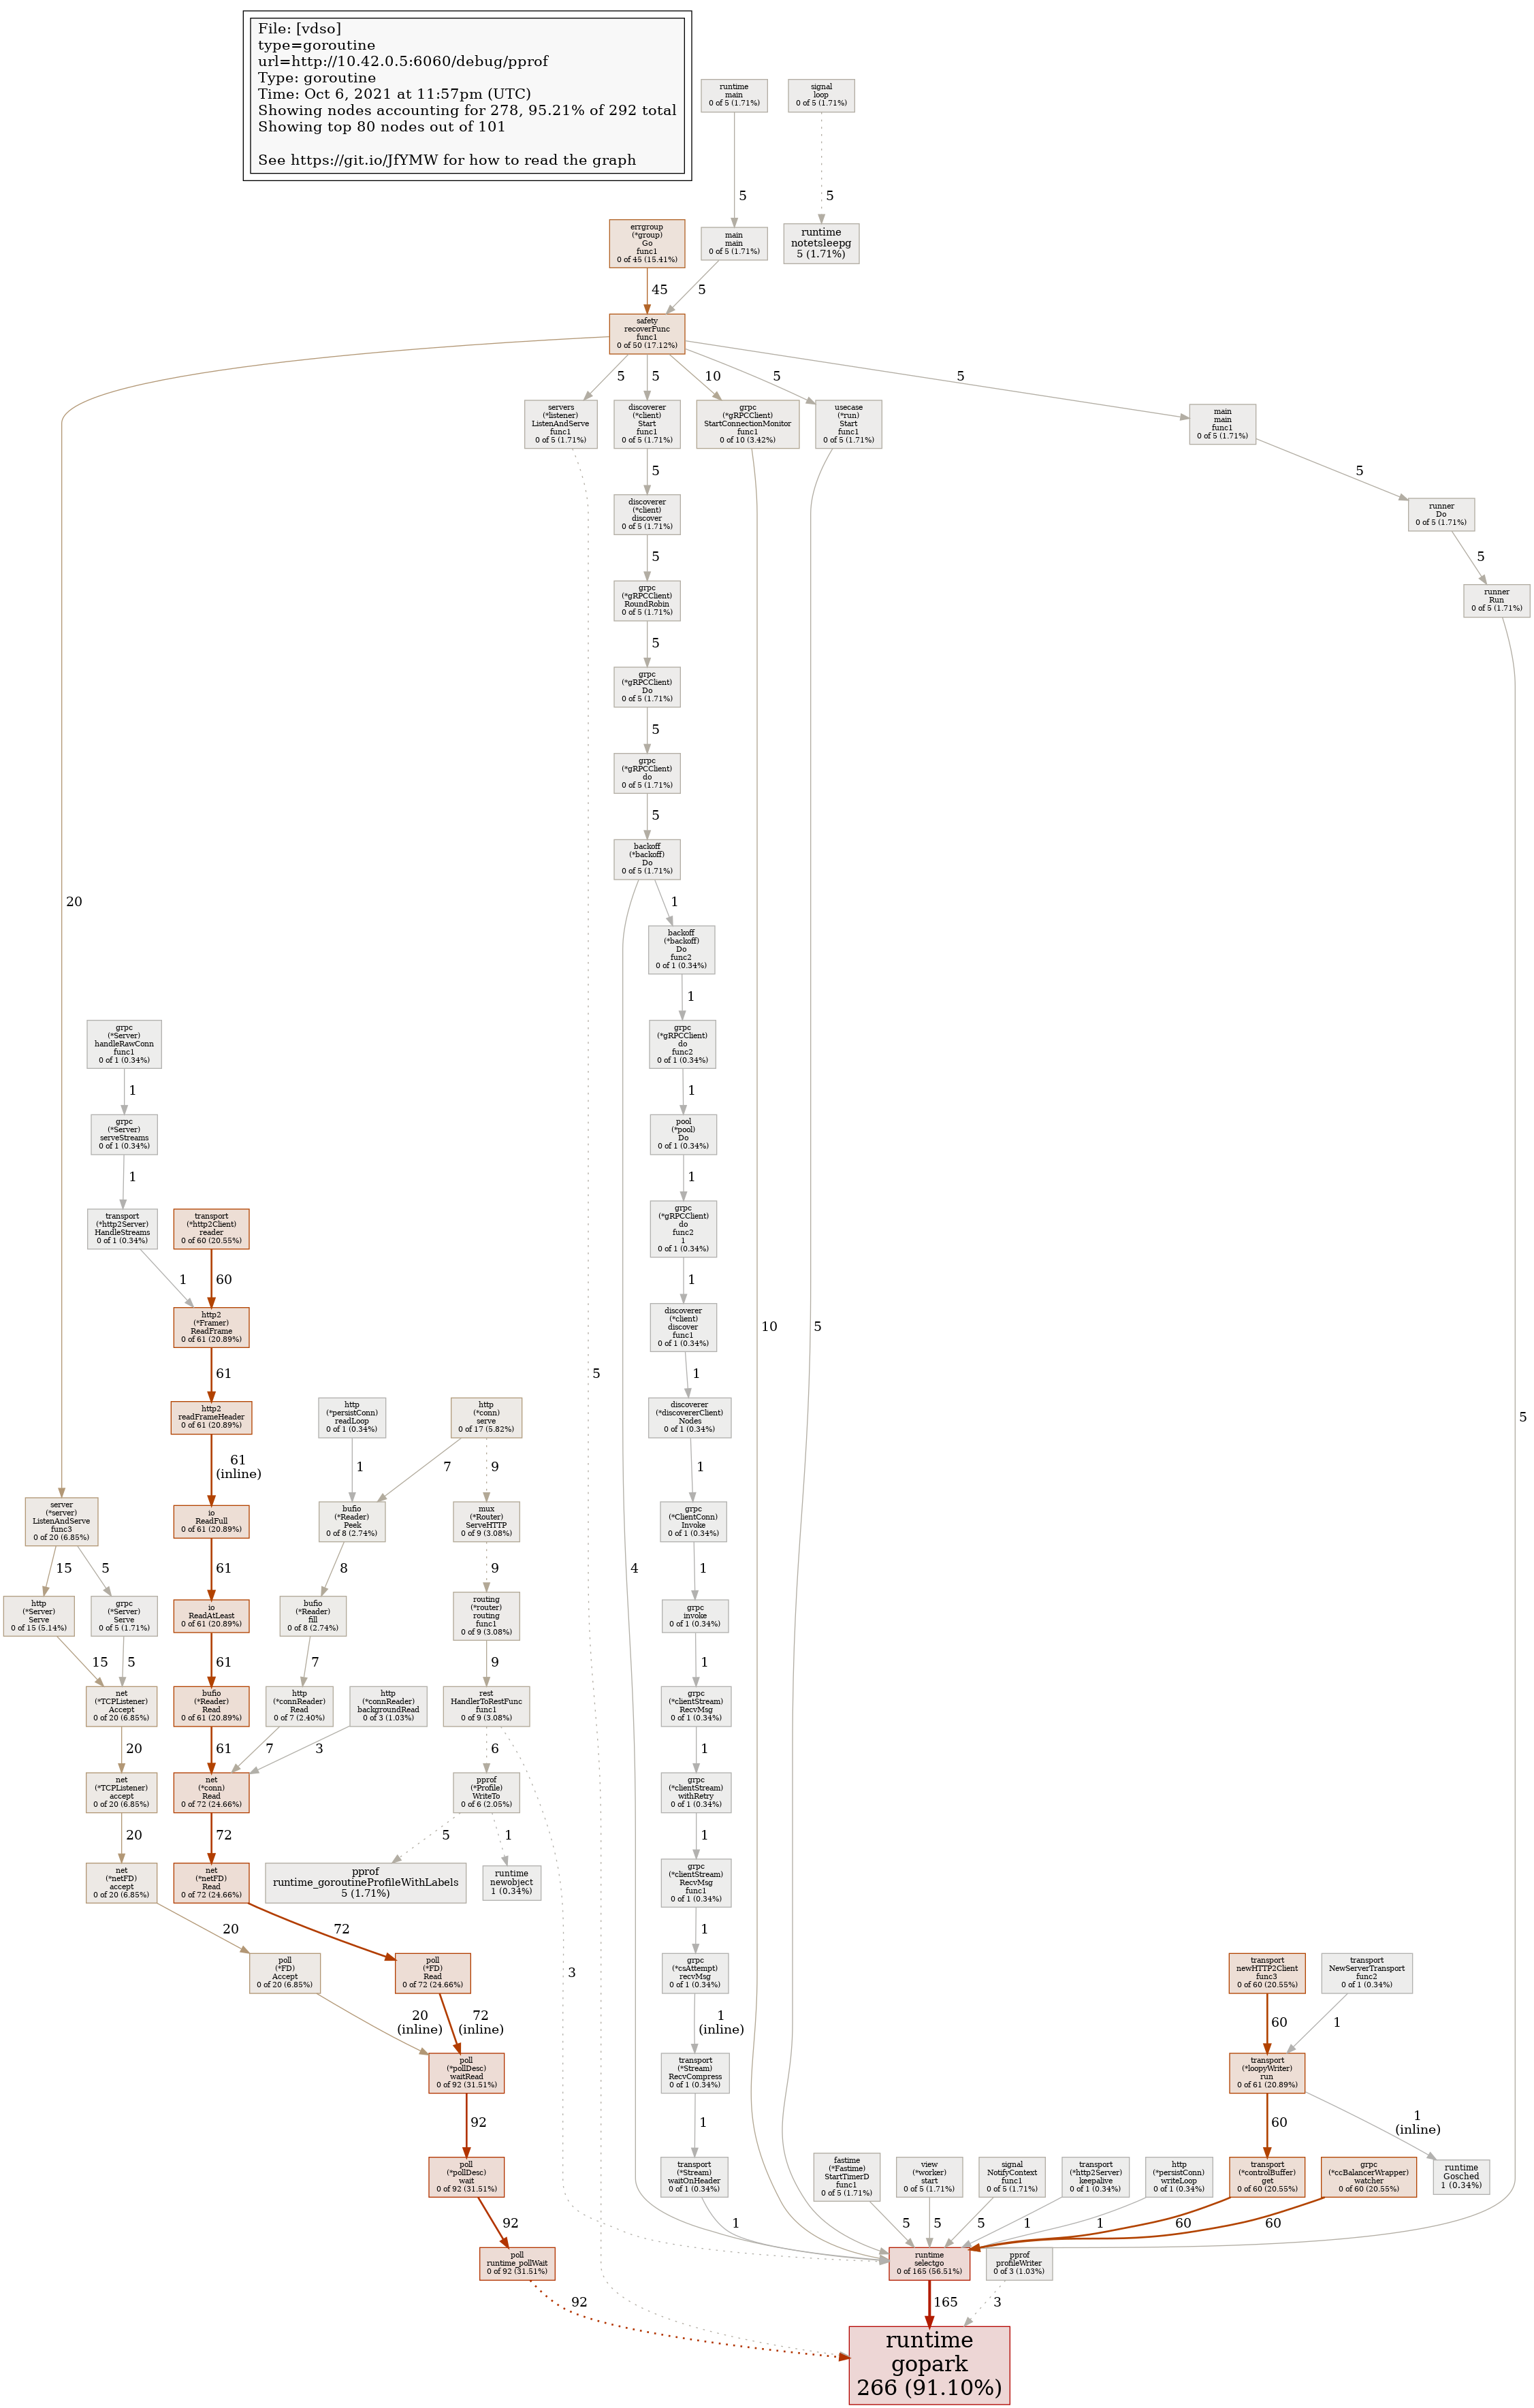 File: [vdso]
type=goroutine
url=http://10.42.0.5:6060/debug/pprof
Type: goroutine
Time: Oct 6, 2021 at 11:57pm (UTC)
Showing nodes accounting for 278, 95.21% of 292 total
Showing top 80 nodes out of 101
See https://git.io/JfYMW for how to read the graph
runtime
main
0 of 5 (1.71%)
signal
loop
0 of 5 (1.71%)
5
5
errgroup
(*group)
Go
func1
0 of 45 (15.41%)
main
main
0 of 5 (1.71%)
runtime
notetsleepg
5 (1.71%)
45
5
safety
recoverFunc
func1
0 of 50 (17.12%)
5
5
10
5
5
servers
(*listener)
ListenAndServe
func1
0 of 5 (1.71%)
discoverer
(*client)
Start
func1
0 of 5 (1.71%)
grpc
(*gRPCClient)
StartConnectionMonitor
func1
0 of 10 (3.42%)
usecase
(*run)
Start
func1
0 of 5 (1.71%)
main
main
func1
0 of 5 (1.71%)
5
5
discoverer
(*client)
discover
0 of 5 (1.71%)
runner
Do
0 of 5 (1.71%)
5
5
grpc
(*gRPCClient)
RoundRobin
0 of 5 (1.71%)
runner
Run
0 of 5 (1.71%)
5
grpc
(*gRPCClient)
Do
0 of 5 (1.71%)
5
grpc
(*gRPCClient)
do
0 of 5 (1.71%)
5
backoff
(*backoff)
Do
0 of 5 (1.71%)
20
1
backoff
(*backoff)
Do
func2
0 of 1 (0.34%)
1
grpc
(*Server)
handleRawConn
func1
0 of 1 (0.34%)
grpc
(*gRPCClient)
do
func2
0 of 1 (0.34%)
1
1
grpc
(*Server)
serveStreams
0 of 1 (0.34%)
pool
(*pool)
Do
0 of 1 (0.34%)
1
1
transport
(*http2Server)
HandleStreams
0 of 1 (0.34%)
transport
(*http2Client)
reader
0 of 60 (20.55%)
grpc
(*gRPCClient)
do
func2
1
0 of 1 (0.34%)
1
60
1
http2
(*Framer)
ReadFrame
0 of 61 (20.89%)
discoverer
(*client)
discover
func1
0 of 1 (0.34%)
10
5
61
5
1
http2
readFrameHeader
0 of 61 (20.89%)
http
(*persistConn)
readLoop
0 of 1 (0.34%)
http
(*conn)
serve
0 of 17 (5.82%)
discoverer
(*discovererClient)
Nodes
0 of 1 (0.34%)
5
61
(inline)
1
7
9
1
server
(*server)
ListenAndServe
func3
0 of 20 (6.85%)
io
ReadFull
0 of 61 (20.89%)
bufio
(*Reader)
Peek
0 of 8 (2.74%)
mux
(*Router)
ServeHTTP
0 of 9 (3.08%)
grpc
(*ClientConn)
Invoke
0 of 1 (0.34%)
15
5
61
8
9
4
1
http
(*Server)
Serve
0 of 15 (5.14%)
grpc
(*Server)
Serve
0 of 5 (1.71%)
io
ReadAtLeast
0 of 61 (20.89%)
bufio
(*Reader)
fill
0 of 8 (2.74%)
routing
(*router)
routing
func1
0 of 9 (3.08%)
grpc
invoke
0 of 1 (0.34%)
15
5
61
7
9
1
net
(*TCPListener)
Accept
0 of 20 (6.85%)
bufio
(*Reader)
Read
0 of 61 (20.89%)
http
(*connReader)
Read
0 of 7 (2.40%)
http
(*connReader)
backgroundRead
0 of 3 (1.03%)
rest
HandlerToRestFunc
func1
0 of 9 (3.08%)
grpc
(*clientStream)
RecvMsg
0 of 1 (0.34%)
20
61
7
3
6
1
net
(*TCPListener)
accept
0 of 20 (6.85%)
net
(*conn)
Read
0 of 72 (24.66%)
pprof
(*Profile)
WriteTo
0 of 6 (2.05%)
grpc
(*clientStream)
withRetry
0 of 1 (0.34%)
20
72
5
1
1
net
(*netFD)
accept
0 of 20 (6.85%)
net
(*netFD)
Read
0 of 72 (24.66%)
pprof
runtime_goroutineProfileWithLabels
5 (1.71%)
runtime
newobject
1 (0.34%)
grpc
(*clientStream)
RecvMsg
func1
0 of 1 (0.34%)
20
72
1
poll
(*FD)
Accept
0 of 20 (6.85%)
poll
(*FD)
Read
0 of 72 (24.66%)
3
grpc
(*csAttempt)
recvMsg
0 of 1 (0.34%)
transport
newHTTP2Client
func3
0 of 60 (20.55%)
transport
NewServerTransport
func2
0 of 1 (0.34%)
20
(inline)
72
(inline)
1
(inline)
60
1
poll
(*pollDesc)
waitRead
0 of 92 (31.51%)
transport
(*Stream)
RecvCompress
0 of 1 (0.34%)
transport
(*loopyWriter)
run
0 of 61 (20.89%)
92
1
60
1
(inline)
poll
(*pollDesc)
wait
0 of 92 (31.51%)
transport
(*Stream)
waitOnHeader
0 of 1 (0.34%)
fastime
(*Fastime)
StartTimerD
func1
0 of 5 (1.71%)
view
(*worker)
start
0 of 5 (1.71%)
signal
NotifyContext
func1
0 of 5 (1.71%)
transport
(*http2Server)
keepalive
0 of 1 (0.34%)
http
(*persistConn)
writeLoop
0 of 1 (0.34%)
transport
(*controlBuffer)
get
0 of 60 (20.55%)
grpc
(*ccBalancerWrapper)
watcher
0 of 60 (20.55%)
runtime
Gosched
1 (0.34%)
92
1
5
5
5
1
1
60
60
poll
runtime_pollWait
0 of 92 (31.51%)
runtime
selectgo
0 of 165 (56.51%)
pprof
profileWriter
0 of 3 (1.03%)
92
165
3
runtime
gopark
266 (91.10%)